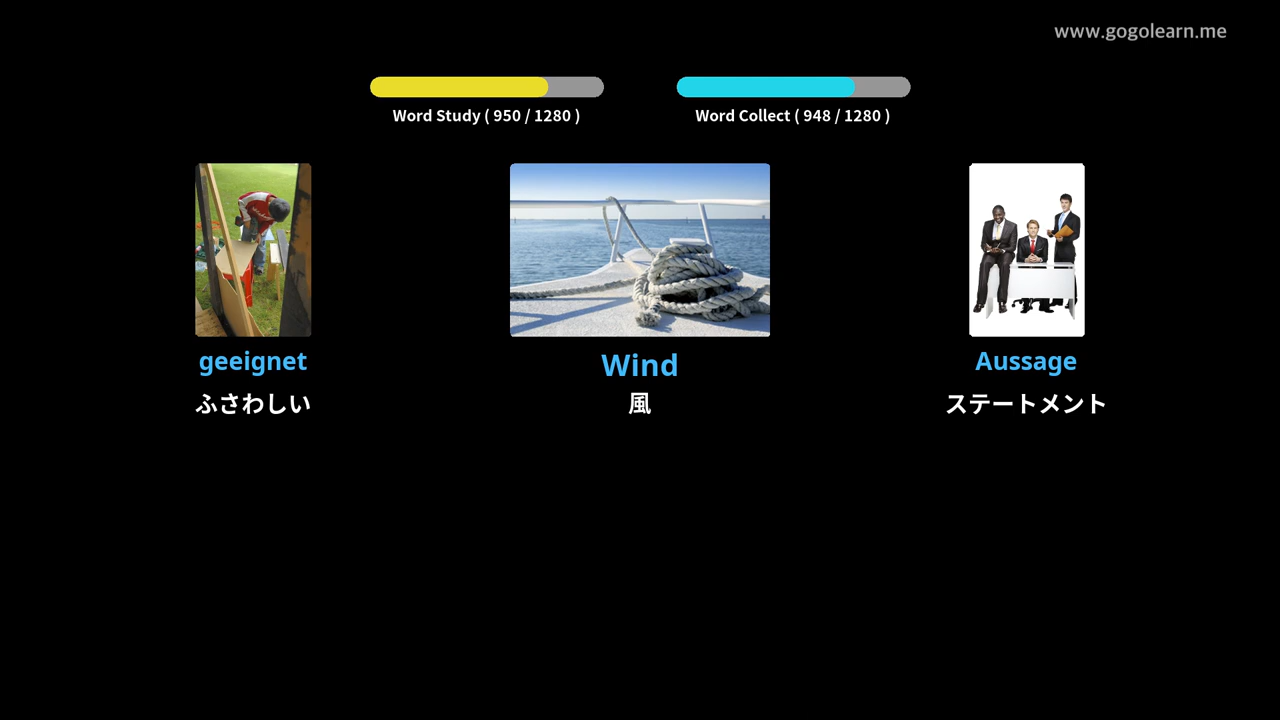 www.gogolearn.me
Word Study ( 950 / 1280 )
Word Collect ( 948 / 1280 )
geeignet
ふさわしい
Wind
風
Aussage
ステートメント